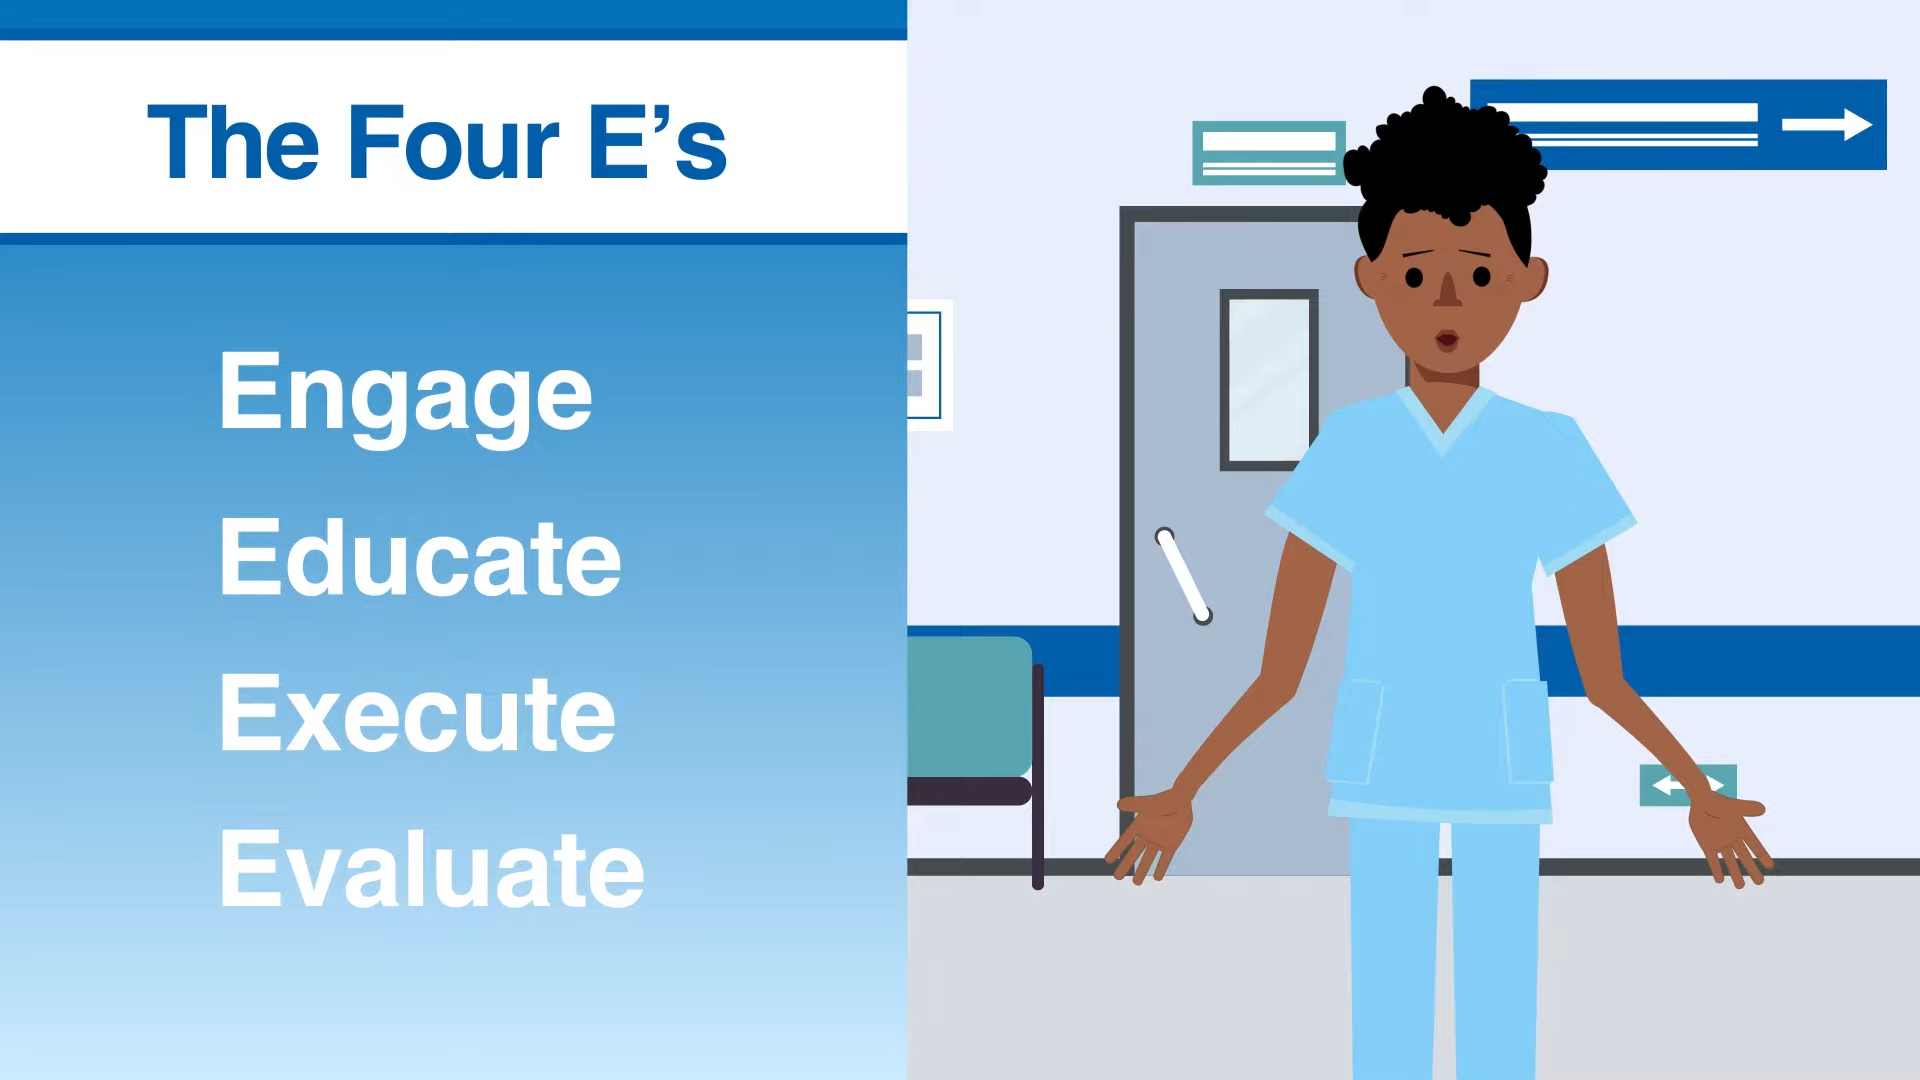 The Four E’s
Engage
Educate
Execute
Evaluate